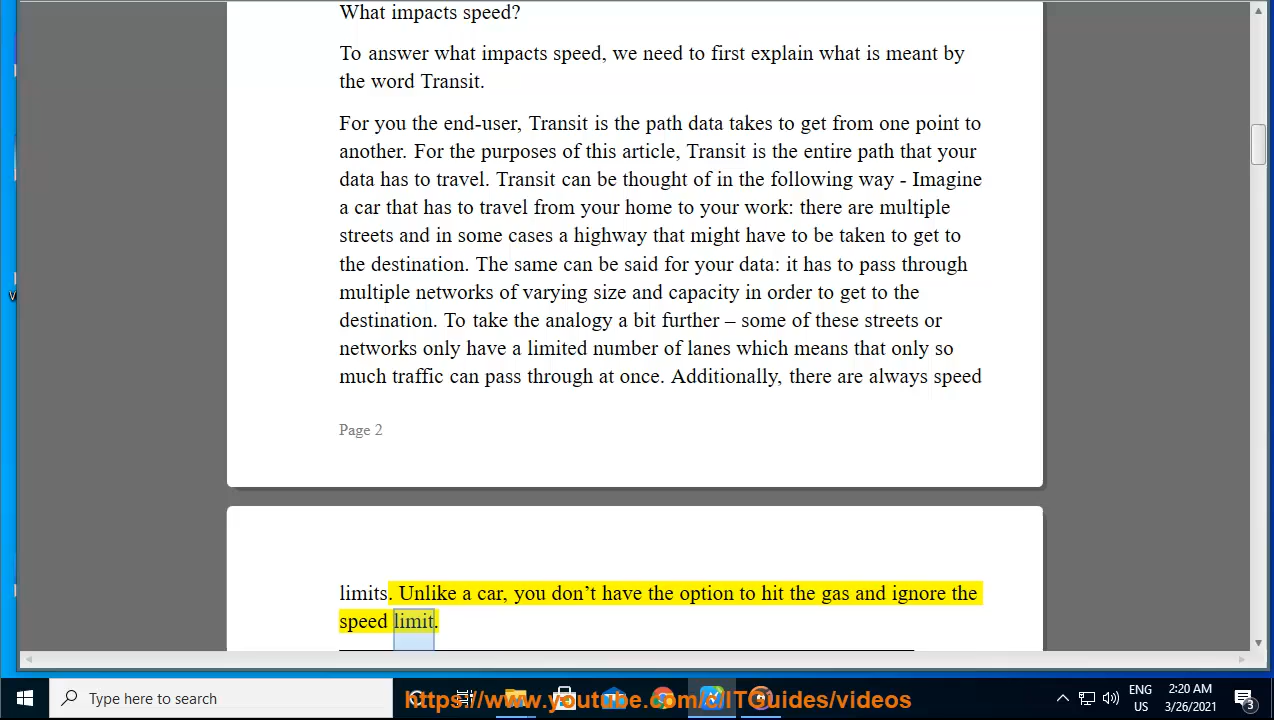 What impacts speed?
To answer what impacts speed, we need to first explain what is meant by
the word Transit.
For you the end-user, Transit is the path data takes to get from one point to
another. For the purposes of this article, Transit is the entire path that your
data has to travel. Transit can be thought of in the following way - Imagine
a car that has to travel from your home to your work: there are multiple
streets and in some cases a highway that might have to be taken to get to
the destination. The same can be said for your data: it has to pass through
multiple networks of varying size and capacity in order to get to the
destination. To take the analogy a bit further – some of these streets or
networks only have a limited number of lanes which means that only so
much traffic can pass through at once. Additionally, there are always speed
Page 2
limits. Unlike a car, you don’t have the option to hit the gas and ignore the
speed limit.
Type here to search
https://www.youtube.com/c/ITGuides/videos
ENG
US
2:20 AM
3/26/2021
3